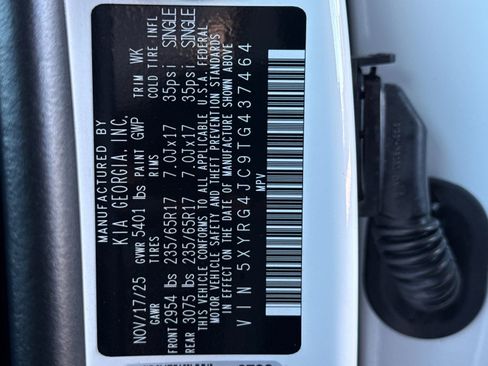 MANUFACTURED BY
KIA GEORGIA, INC.
NOV/17/25 GVWR 5401 lbs PAINT GWP TRIM WK
GAWR TIRES RIMS COLD TIRE INFL
FRONT 2954 lbs 235/65R17 7.0Jx17 35psi SINGLE
REAR 3075 lbs 235/65R17 7.0Jx17 35psi SINGLE
THIS VEHICLE CONFORMS TO ALL APPLICABLE U.S.A. FEDERAL
MOTOR VEHICLE SAFETY AND THEFT PREVENTION STANDARDS
IN EFFECT ON THE DATE OF MANUFACTURE SHOWN ABOVE
VIN 5XYRG4JC9TG437464
MPV